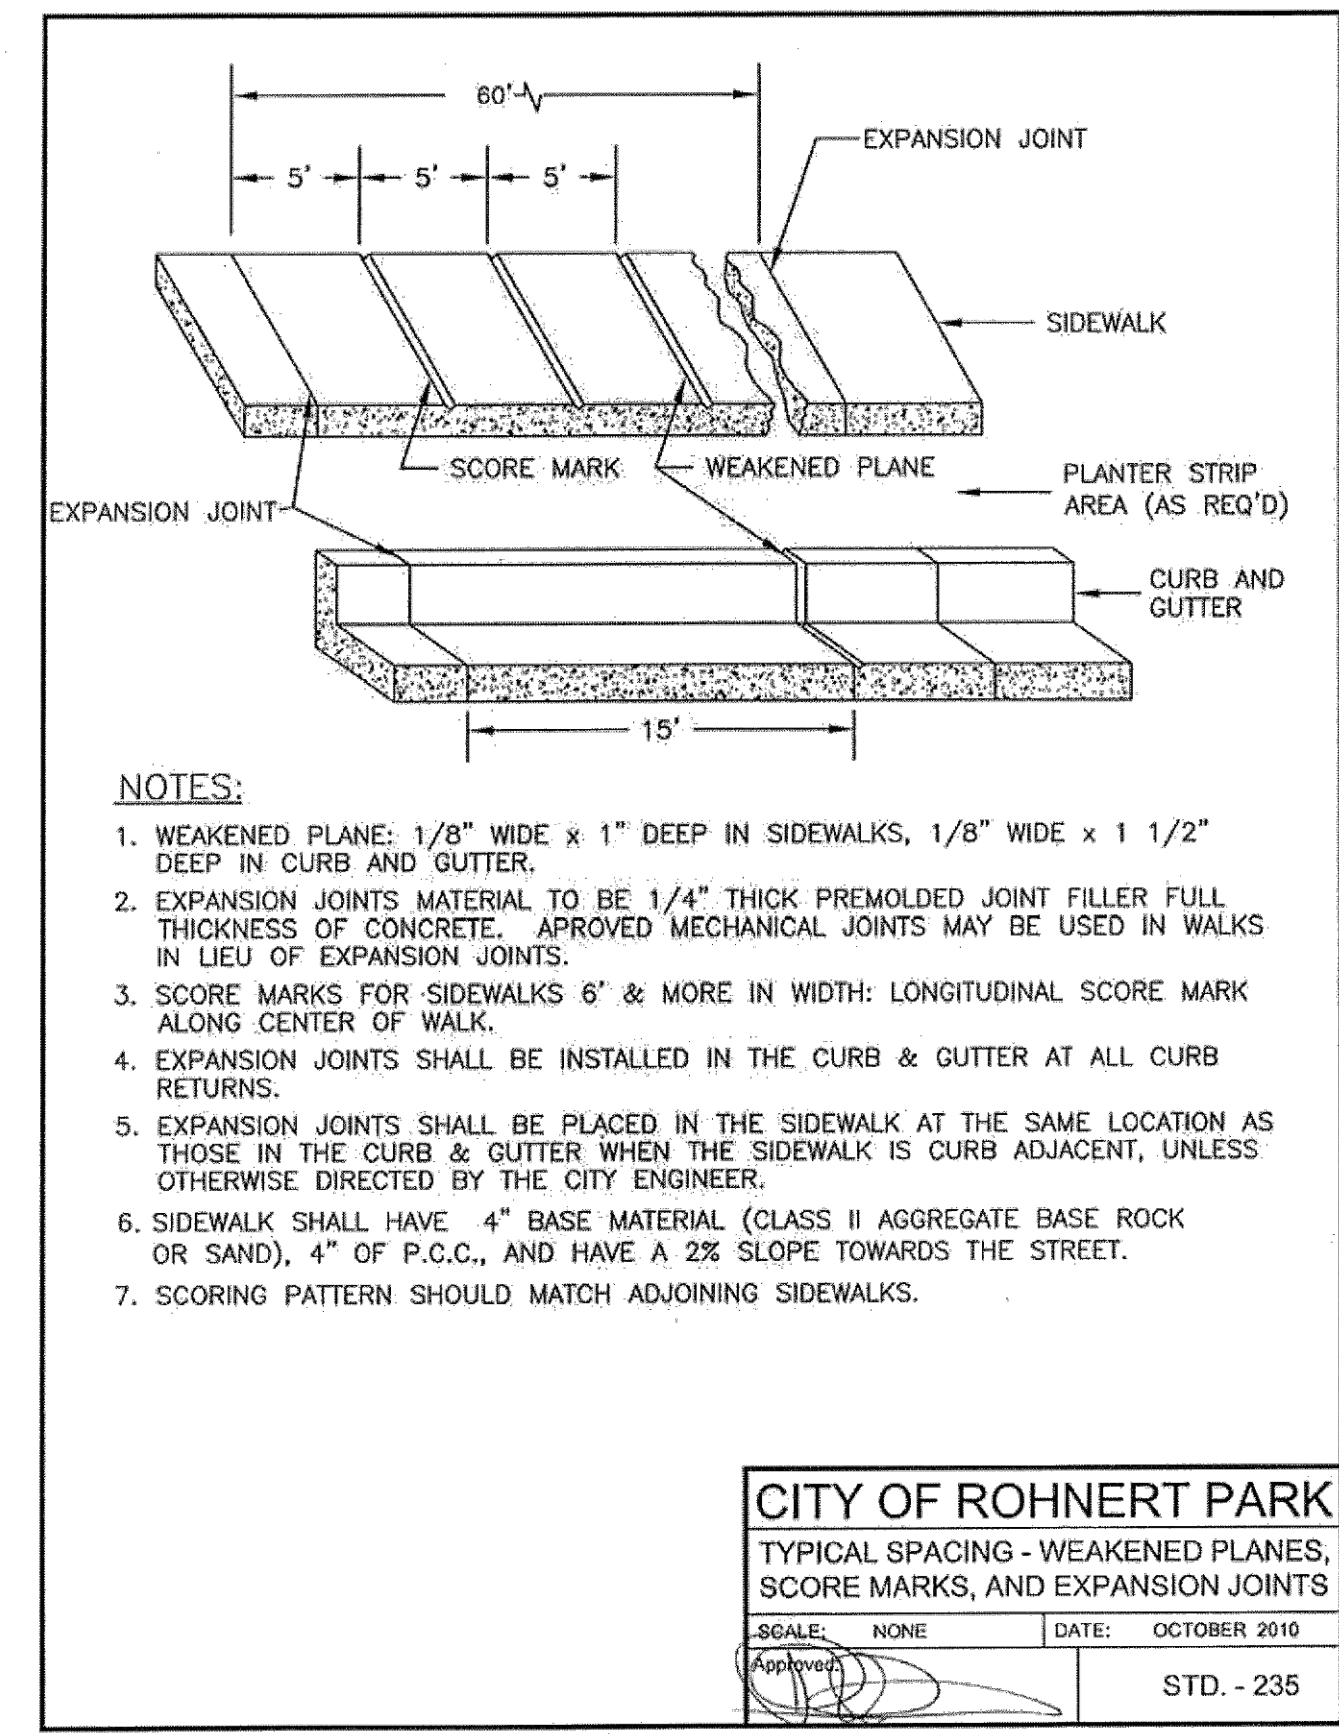 60'
EXPANSION JOINT
5' 5' 5'
SIDEWALK
SCORE MARK
WEAKENED PLANE
PLANTER STRIP
AREA (AS REQ'D)
EXPANSION JOINT
CURB AND
GUTTER
15'
NOTES:
1. WEAKENED PLANE: 1/8" WIDE x 1" DEEP IN SIDEWALKS, 1/8" WIDE x 1 1/2"
DEEP IN CURB AND GUTTER.
2. EXPANSION JOINTS MATERIAL TO BE 1/4" THICK PREMOLDED JOINT FILLER FULL
THICKNESS OF CONCRETE. APROVED MECHANICAL JOINTS MAY BE USED IN WALKS
IN LIEU OF EXPANSION JOINTS.
3. SCORE MARKS FOR SIDEWALKS 6' & MORE IN WIDTH: LONGITUDINAL SCORE MARK
ALONG CENTER OF WALK.
4. EXPANSION JOINTS SHALL BE INSTALLED IN THE CURB & GUTTER AT ALL CURB
RETURNS.
5. EXPANSION JOINTS SHALL BE PLACED IN THE SIDEWALK AT THE SAME LOCATION AS
THOSE IN THE CURB & GUTTER WHEN THE SIDEWALK IS CURB ADJACENT, UNLESS
OTHERWISE DIRECTED BY THE CITY ENGINEER.
6. SIDEWALK SHALL HAVE 4" BASE MATERIAL (CLASS II AGGREGATE BASE ROCK
OR SAND), 4" OF P.C.C., AND HAVE A 2% SLOPE TOWARDS THE STREET.
7. SCORING PATTERN SHOULD MATCH ADJOINING SIDEWALKS.
CITY OF ROHNERT PARK
TYPICAL SPACING - WEAKENED PLANES,
SCORE MARKS, AND EXPANSION JOINTS
SCALE: NONE DATE: OCTOBER 2010
Approved:
STD. - 235